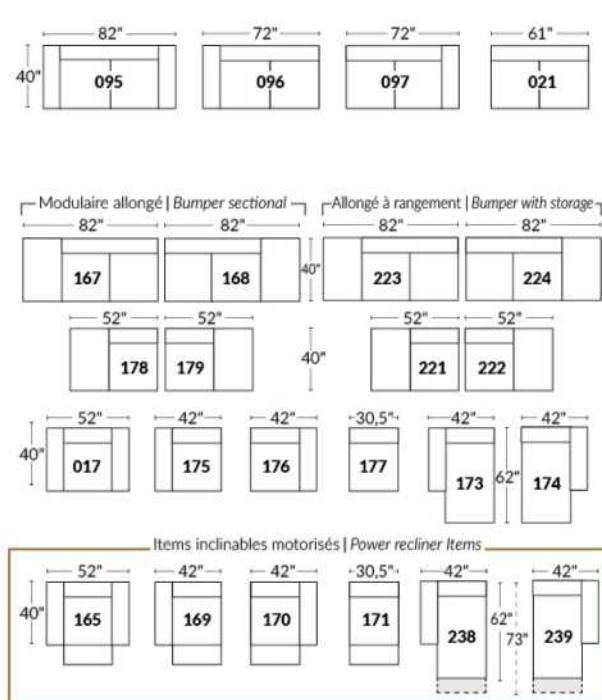 82" 72" 72" 61"
40" 095 096 097 021
Modulaire allongé | Bumper sectional Allongé à rangement | Bumper with storage
82" 82" 82" 82"
167 168 40" 223 224
52" 52" 52" 52"
178 179 40" 221 222
52" 42" 42" 30,5" 42" 42"
40" 017 175 176 177 173 62" 174
Items inclinables motorisés | Power recliner Items
52" 42" 42" 30,5" 42" 42"
40" 165 169 170 171 238 62" 73" 239